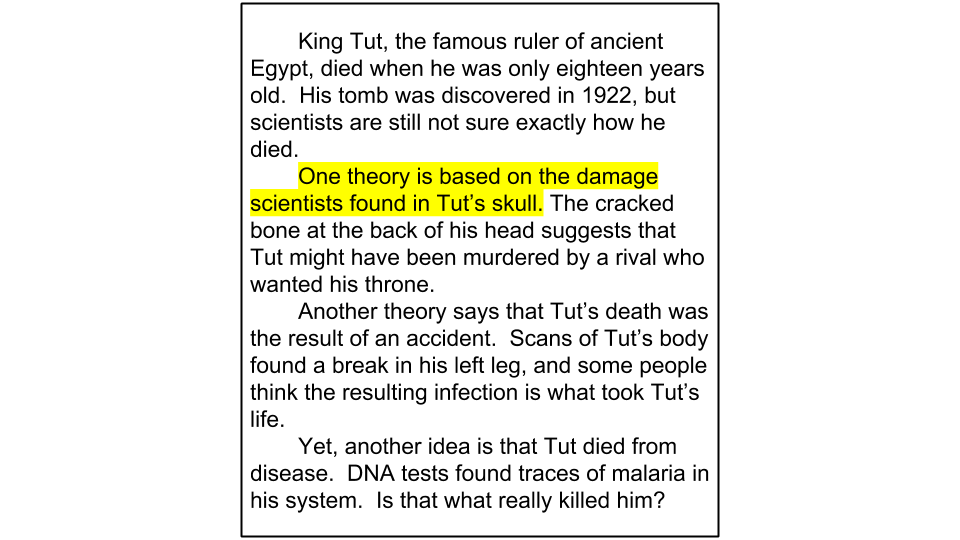 King Tut, the famous ruler of ancient
Egypt, died when he was only eighteen years
old.  His tomb was discovered in 1922, but
scientists are still not sure exactly how he
died.
One theory is based on the damage
scientists found in Tut’s skull. The cracked
bone at the back of his head suggests that
Tut might have been murdered by a rival who
wanted his throne.
Another theory says that Tut’s death was
the result of an accident.  Scans of Tut’s body
found a break in his left leg, and some people
think the resulting infection is what took Tut’s
life.
Yet, another idea is that Tut died from
disease.  DNA tests found traces of malaria in
his system.  Is that what really killed him?